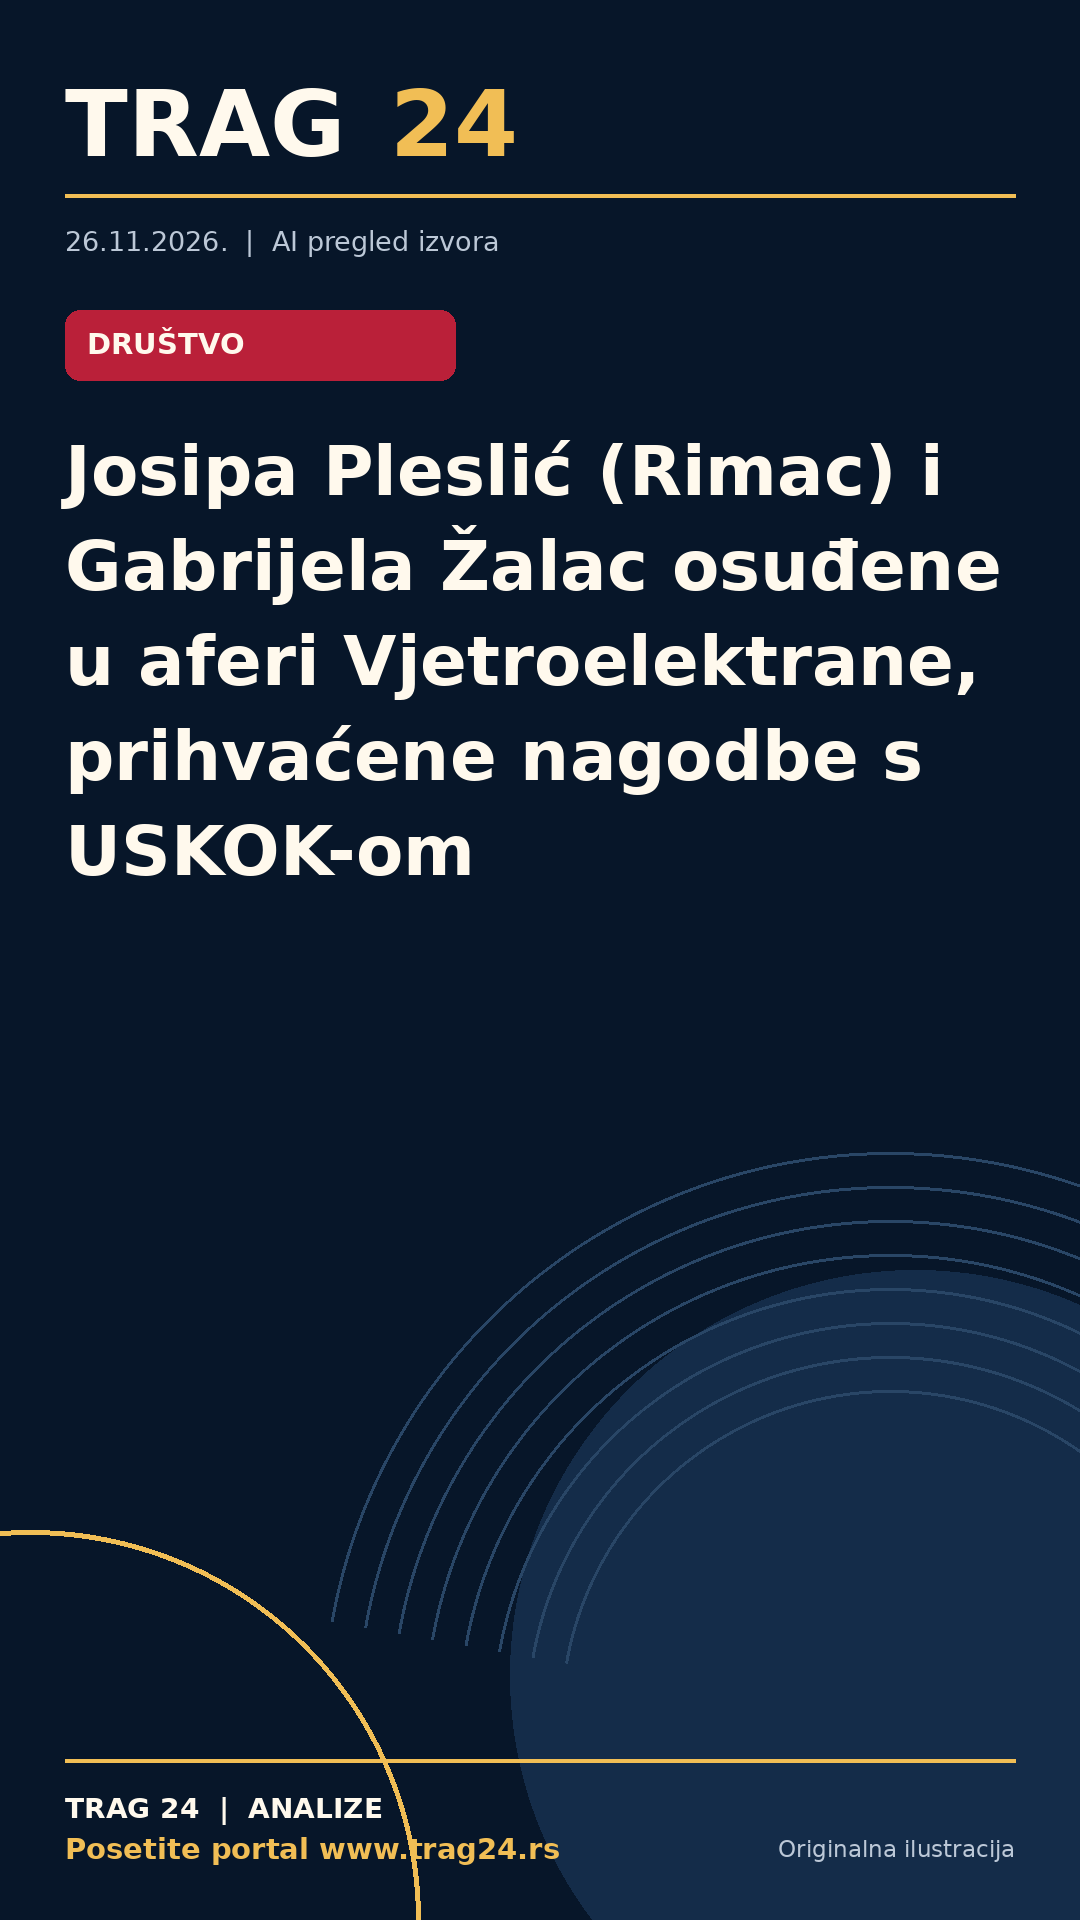 TRAG 24
26.11.2026. | AI pregled izvora
DRUŠTVO
Josipa Pleslić (Rimac) i
Gabrijela Žalac osuđene
u aferi Vjetroelektrane,
prihvaćene nagodbe s
USKOK-om
TRAG 24 | ANALIZE
Posetite portal www.trag24.rs
Originalna ilustracija